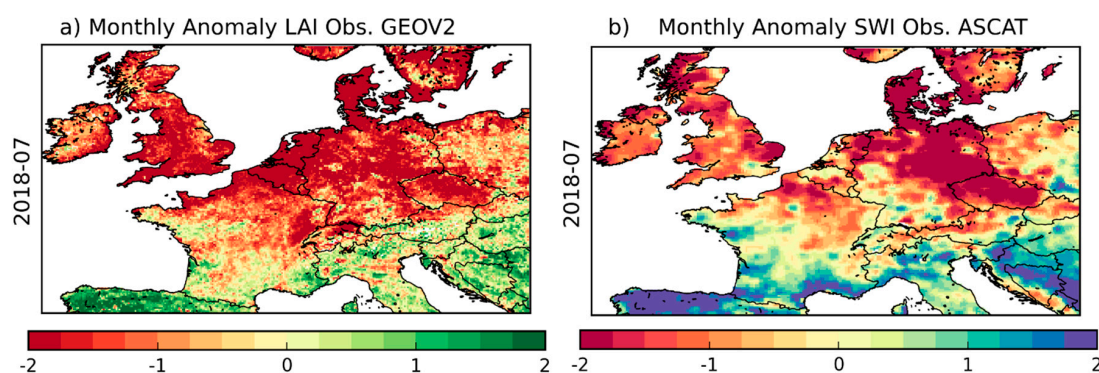 a) Monthly Anomaly LAI Obs. GEOV2
b) Monthly Anomaly SWI Obs. ASCAT
2018-07
2018-07
-2 -1 0 1 2
-2 -1 0 1 2